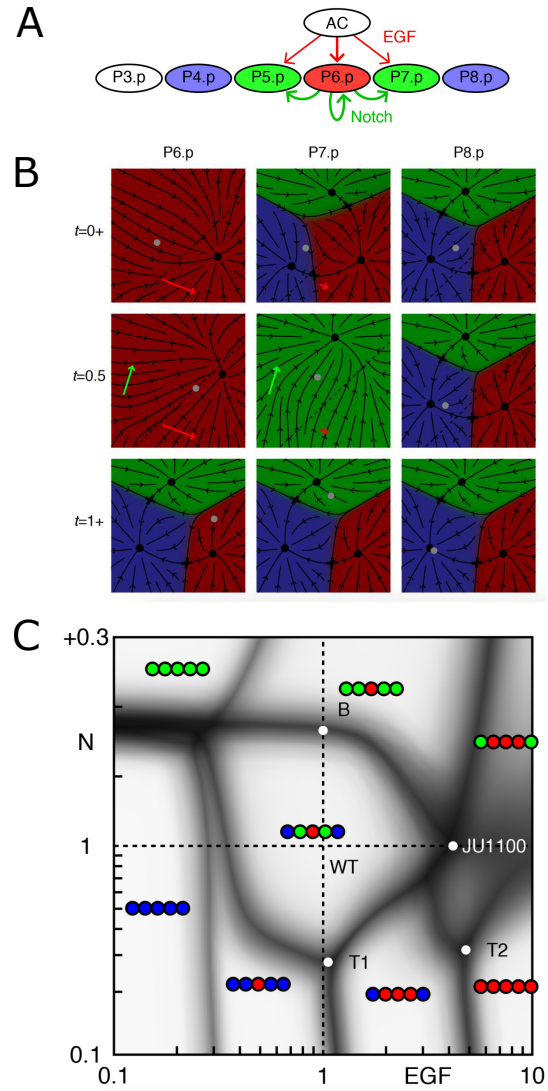 A
AC
EGF
P3.p P4.p P5.p P6.p P7.p P8.p
Notch
B
P6.p P7.p P8.p
t=0+
t=0.5
t=1+
C
+0.3
N
B
JU1100
1
WT
T1
T2
0.1
0.1 1 EGF 10